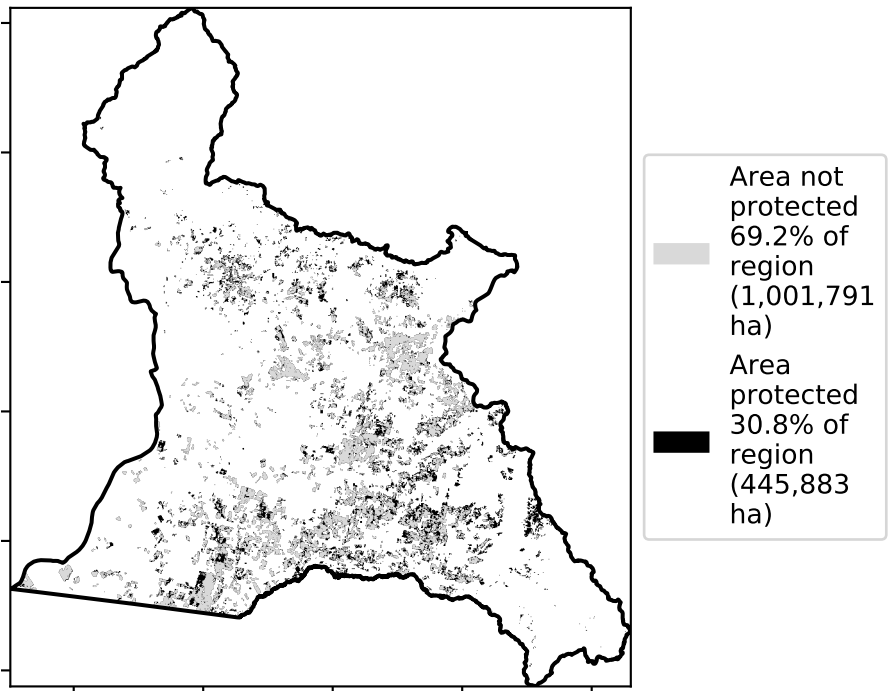 Area not
protected
69.2% of
region
(1,001,791
ha)
Area
protected
30.8% of
region
(445,883
ha)